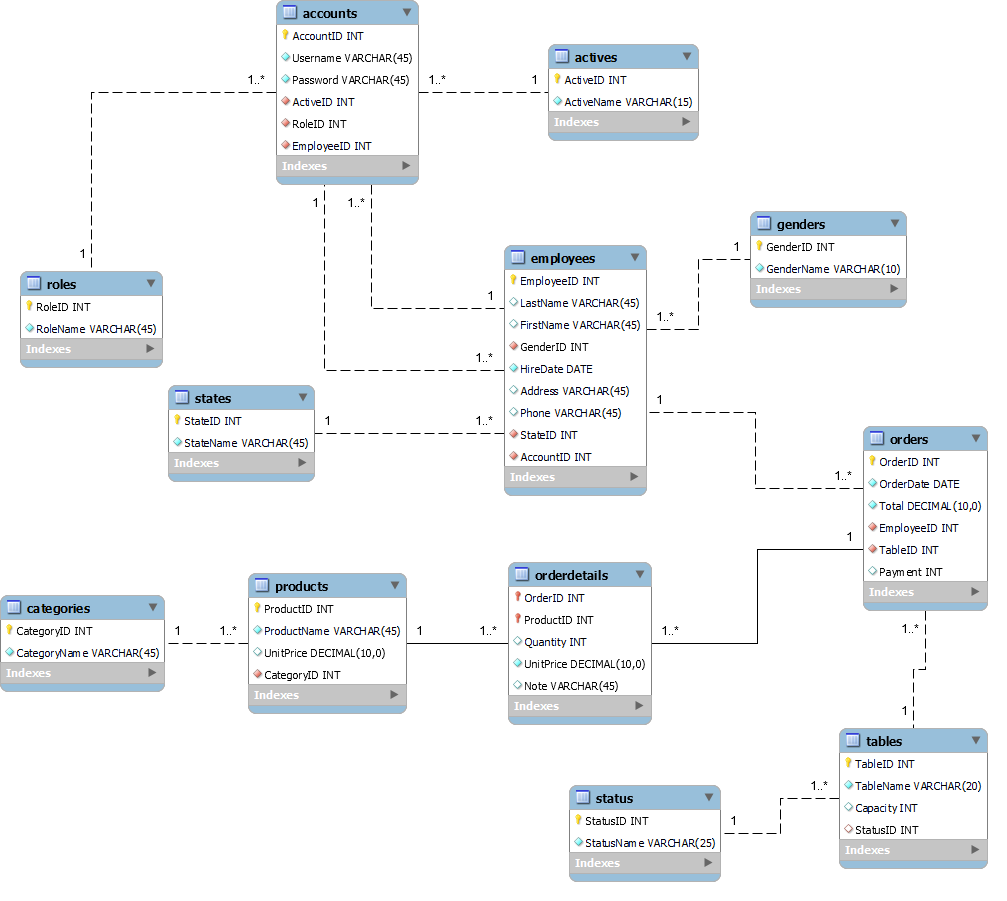 accounts
AccountID INT
Username VARCHAR(45)
Password VARCHAR(45)
ActiveID INT
RoleID INT
EmployeeID INT
Indexes
actives
ActiveID INT
ActiveName VARCHAR(15)
Indexes
1..*
1..*
1
1
1..*
1
genders
GenderID INT
GenderName VARCHAR(10)
Indexes
1
1..*
roles
RoleID INT
RoleName VARCHAR(45)
Indexes
1
employees
EmployeeID INT
LastName VARCHAR(45)
FirstName VARCHAR(45)
GenderID INT
HireDate DATE
Address VARCHAR(45)
Phone VARCHAR(45)
StateID INT
AccountID INT
Indexes
1..*
states
StateID INT
StateName VARCHAR(45)
Indexes
1
1..*
1
1..*
orders
OrderID INT
OrderDate DATE
Total DECIMAL(10,0)
EmployeeID INT
TableID INT
Payment INT
Indexes
1
categories
CategoryID INT
CategoryName VARCHAR(45)
Indexes
1
1..*
products
ProductID INT
ProductName VARCHAR(45)
UnitPrice DECIMAL(10,0)
CategoryID INT
Indexes
1
1..*
orderdetails
OrderID INT
ProductID INT
Quantity INT
UnitPrice DECIMAL(10,0)
Note VARCHAR(45)
Indexes
1..*
1..*
1
tables
TableID INT
TableName VARCHAR(20)
Capacity INT
StatusID INT
Indexes
1..*
status
StatusID INT
StatusName VARCHAR(25)
Indexes
1